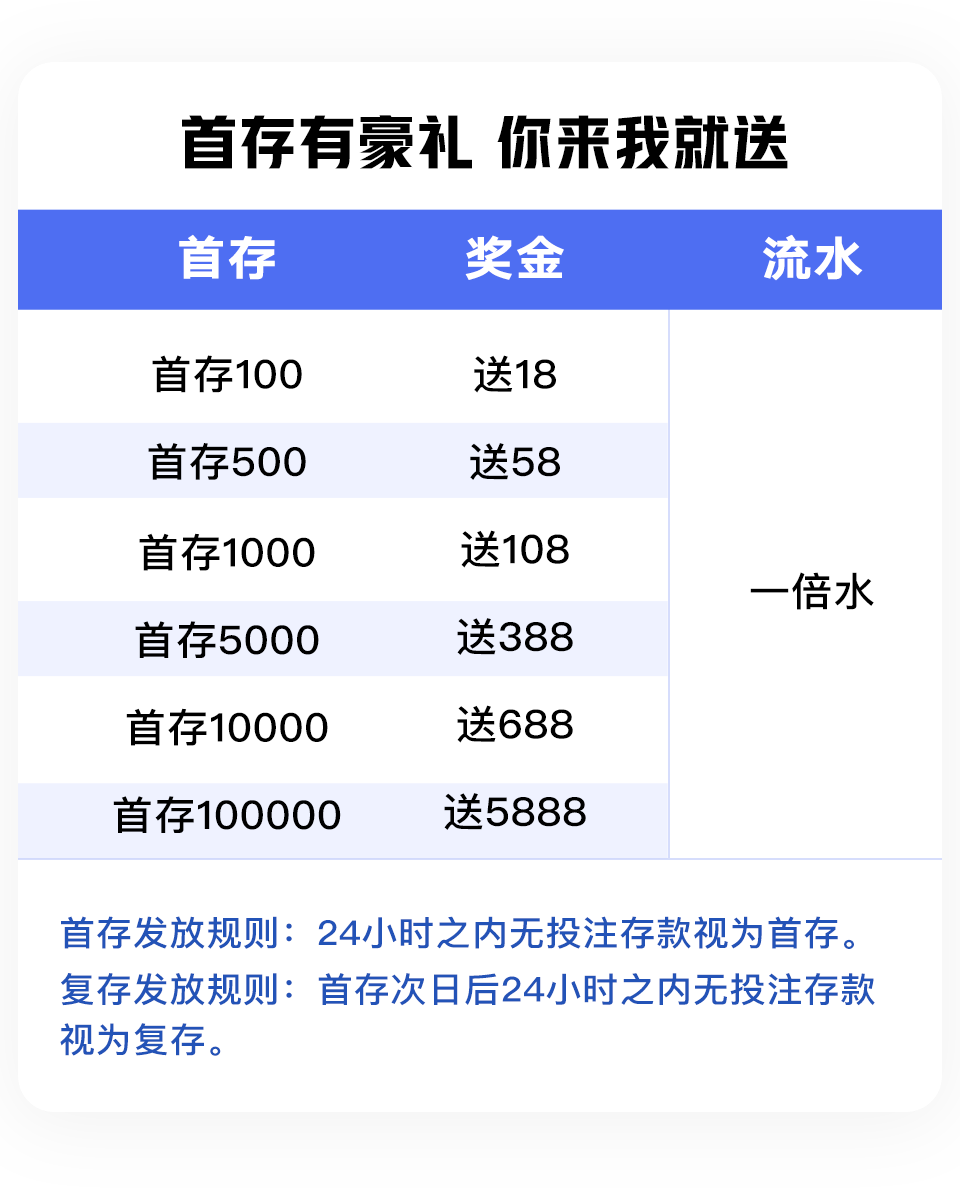 首存有豪礼 你来我就送
首存 奖金 流水
首存100 送18
首存500 送58
首存1000 送108
一倍水
首存5000 送388
首存10000 送688
首存100000 送5888
首存发放规则：24小时之内无投注存款视为首存。
复存发放规则：首存次日后24小时之内无投注存款
视为复存。